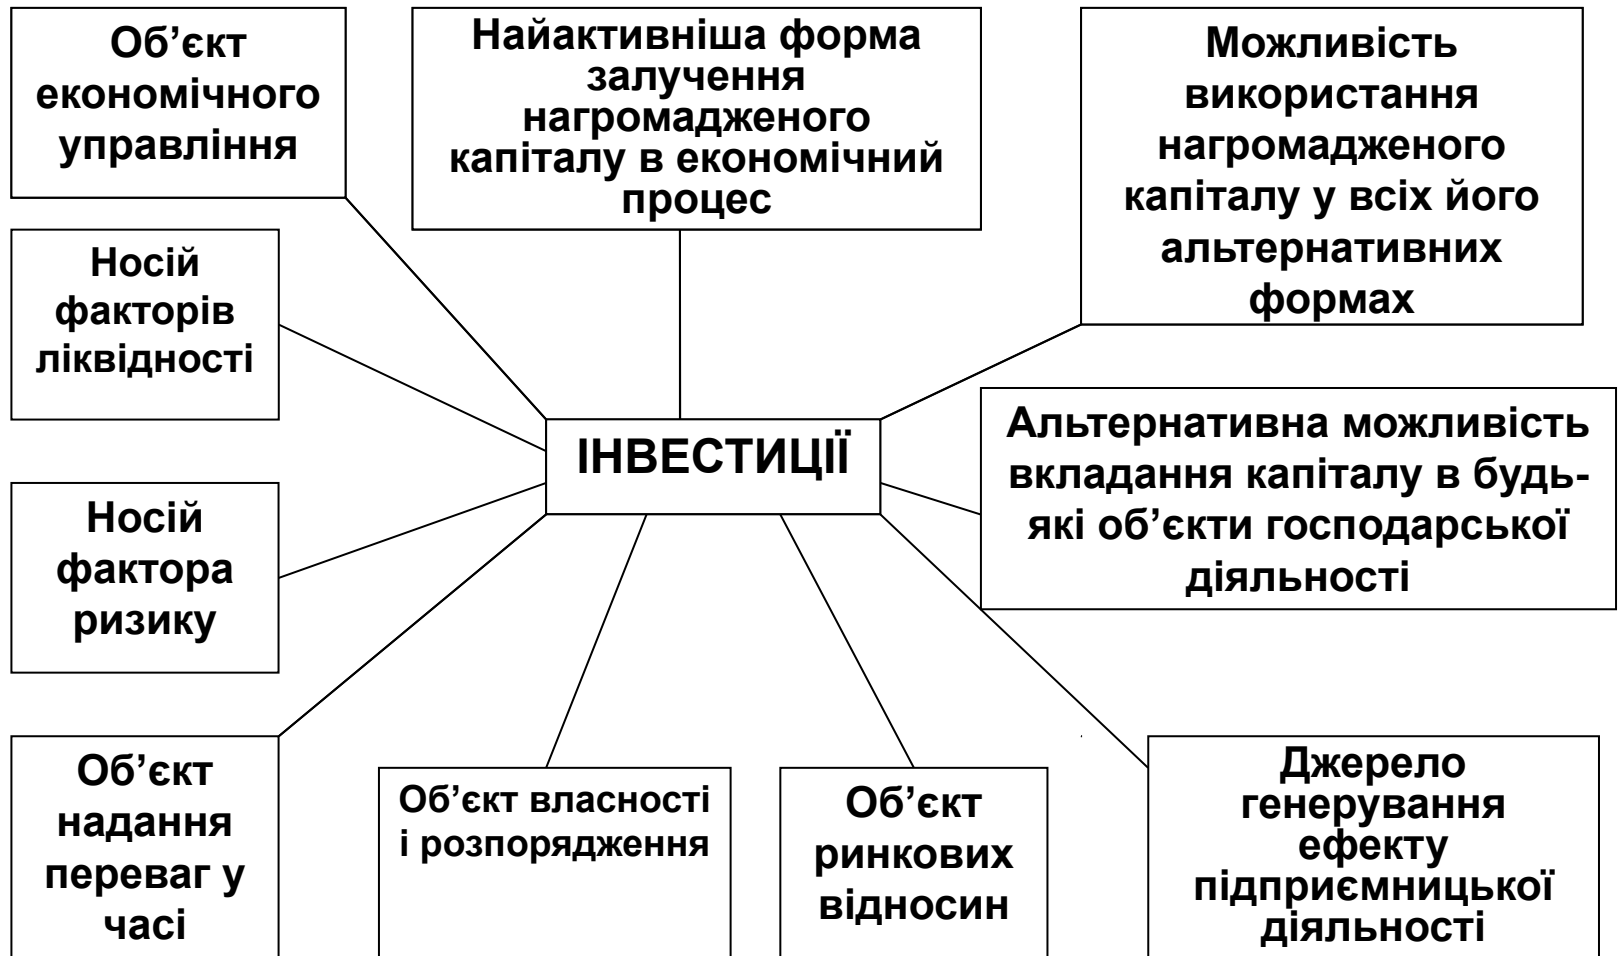 Об’єкт
економічного
управління
Найактивніша форма
залучення
нагромадженого
капіталу в економічний
процес
Можливість
використання
нагромадженого
капіталу у всіх його
альтернативних
формах
Носій
факторів
ліквідності
ІНВЕСТИЦІЇ
Альтернативна можливість
вкладання капіталу в будь-
які об’єкти господарської
діяльності
Носій
фактора
ризику
Об’єкт
надання
переваг у
часі
Об’єкт власності
і розпорядження
Об’єкт
ринкових
відносин
Джерело
генерування
ефекту
підприємницької
діяльності